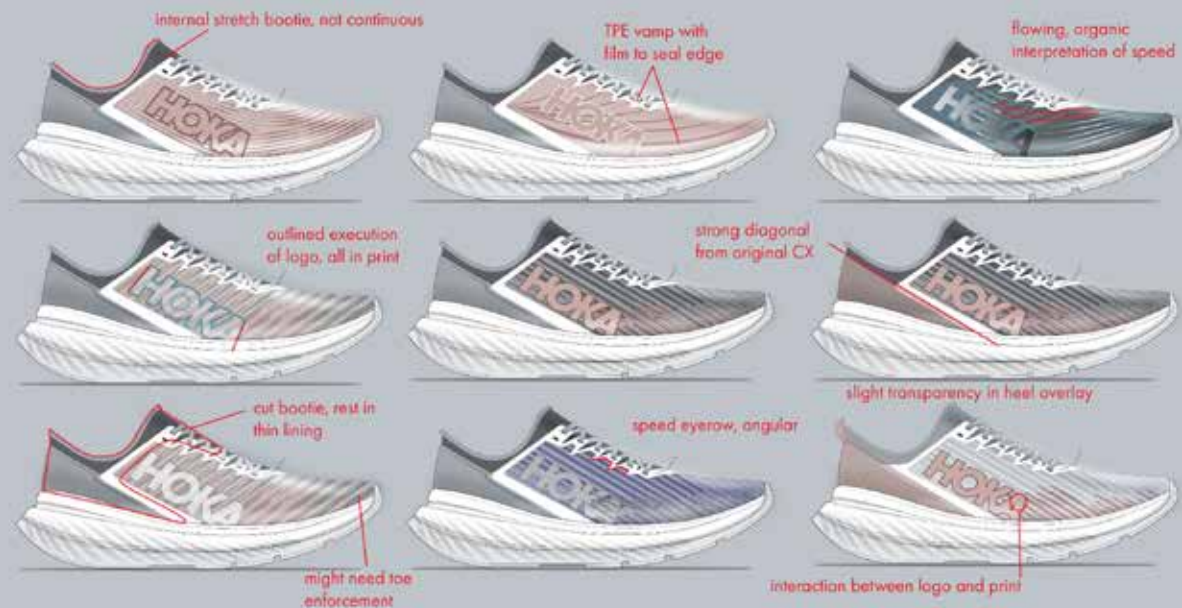 internal stretch bootie, not continuous
TPE vamp with
film to seal edge
flowing, organic
interpretation of speed
HOKA
HOKA
HOKA
outlined execution
of logo, all in print
strong diagonal
from original CX
HOKA
HOKA
HOKA
slight transparency in heel overlay
cut bootie, rest in
thin lining
speed eyerow, angular
HOKA
HOKA
HOKA
might need toe
enforcement
interaction between logo and print